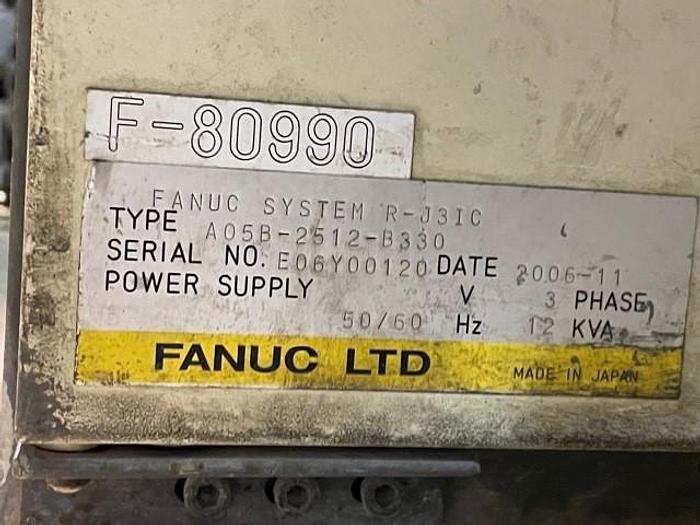 F-80990
FANUC SYSTEM R-J3IC
TYPE A05B-2512-B330
SERIAL NO. E06Y00120 DATE 2006-11
POWER SUPPLY V 3 PHASE
50/60 Hz 12 KVA
FANUC LTD MADE IN JAPAN